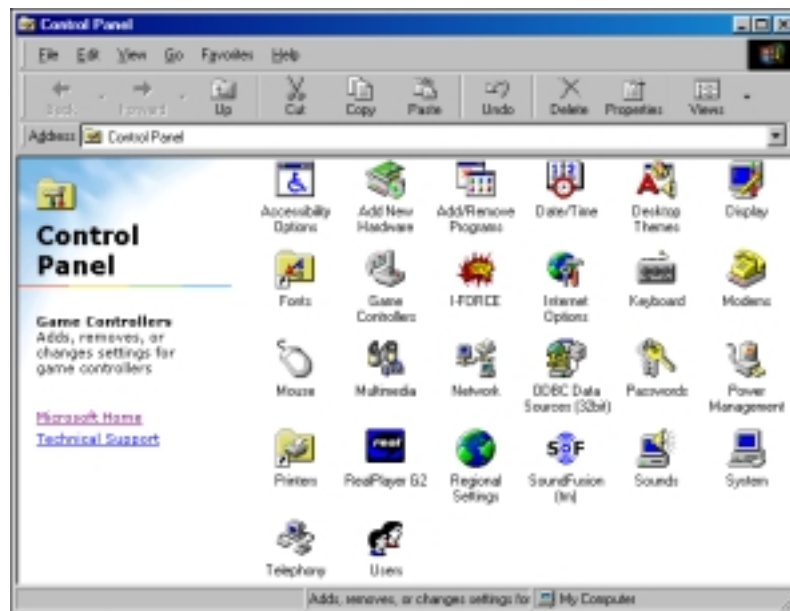 Control Panel
File Edit View Go Favorites Help
Back Forward Up Cut Copy Paste Undo Delete Properties Views
Address Control Panel
Control
Panel
Game Controllers
Adds, removes, or
changes settings for
game controllers
Microsoft Home
Technical Support
Accessibility Options
Add New Hardware
Add/Remove Programs
Date/Time
Desktop Themes
Display
Fonts
Game Controllers
I-FORCE
Internet Options
Keyboard
Modems
Mouse
Multimedia
Network
ODBC Data Sources (32bit)
Passwords
Power Management
Printers
real
RealPlayer G2
Regional Settings
SoundFusion (tm)
Sounds
System
Telephony
Users
Adds, removes, or changes settings for My Computer